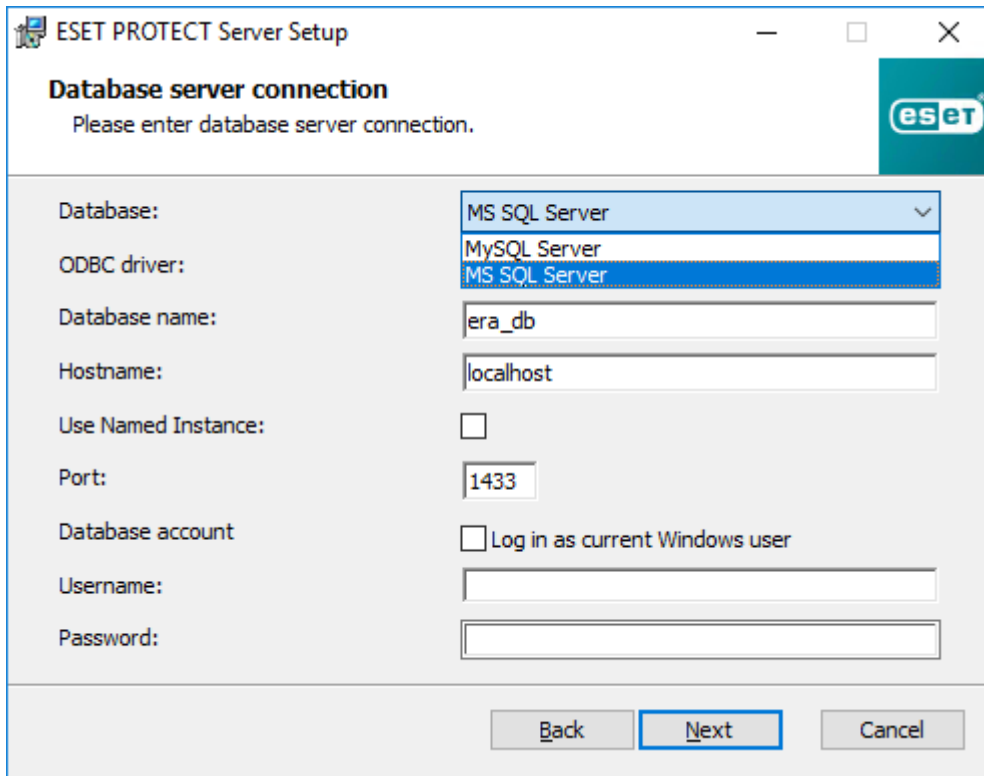 ESET PROTECT Server Setup
Database server connection
Please enter database server connection.
eseT
Database:
MS SQL Server
MySQL Server
ODBC driver:
MS SQL Server
Database name:
era_db
Hostname:
localhost
Use Named Instance:
Port:
1433
Database account
Log in as current Windows user
Username:
Password:
Back
Next
Cancel